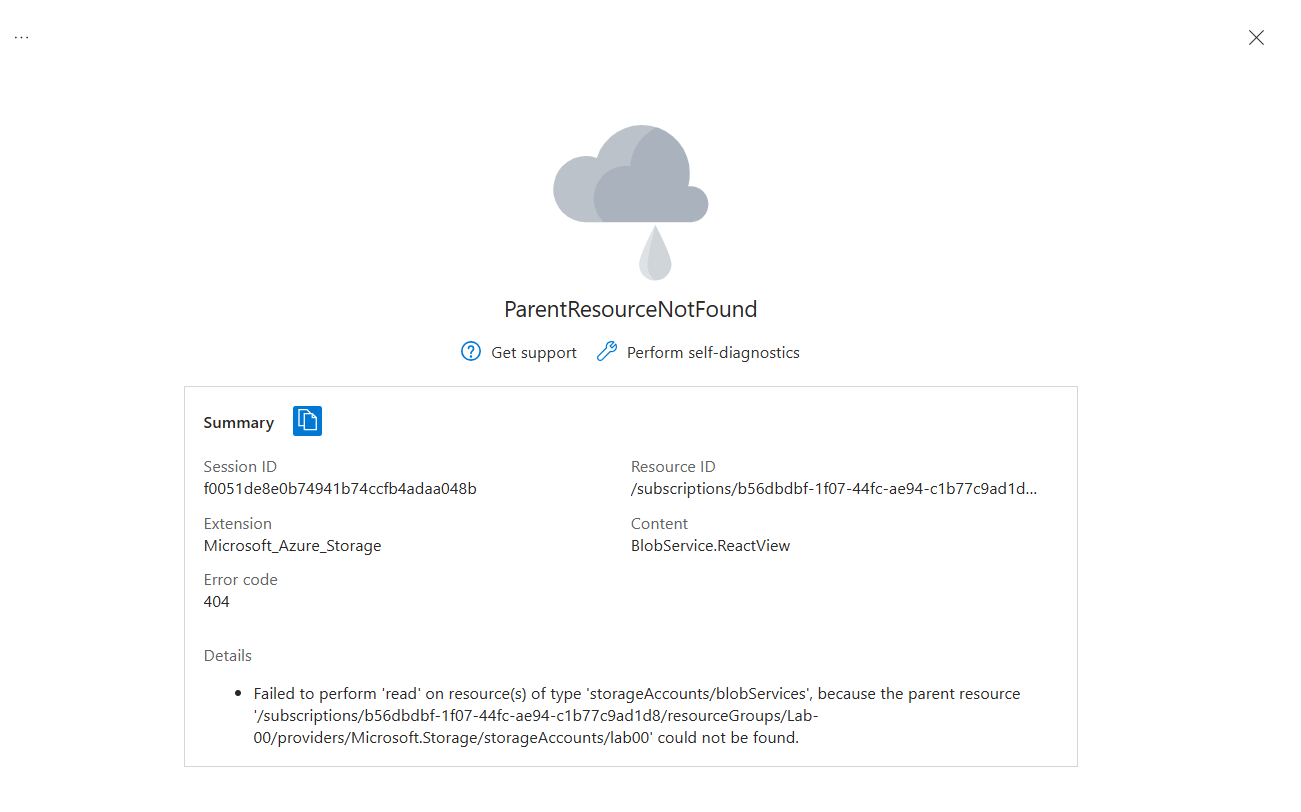 ...
ParentResourceNotFound
Get support
Perform self-diagnostics
Summary
Session ID
f0051de8e0b74941b74ccfb4adaa048b
Resource ID
/subscriptions/b56dbdbf-1f07-44fc-ae94-c1b77c9ad1d...
Extension
Microsoft_Azure_Storage
Content
BlobService.ReactView
Error code
404
Details
• Failed to perform 'read' on resource(s) of type 'storageAccounts/blobServices', because the parent resource
'/subscriptions/b56dbdbf-1f07-44fc-ae94-c1b77c9ad1d8/resourceGroups/Lab-
00/providers/Microsoft.Storage/storageAccounts/lab00' could not be found.